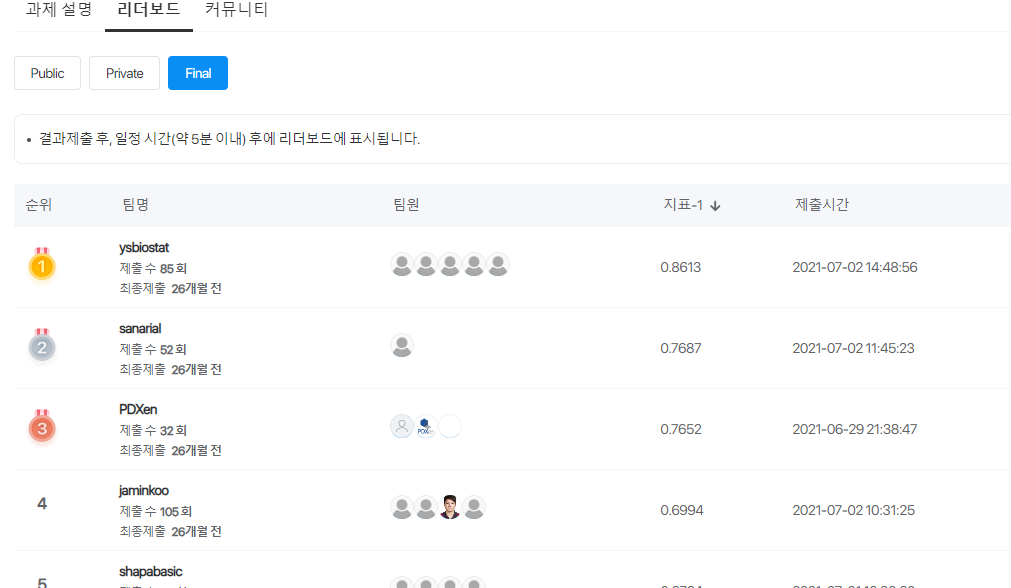 과제 설명 리더보드 커뮤니티
Public Private Final
• 결과제출 후, 일정 시간(약 5분 이내) 후에 리더보드에 표시됩니다.
순위 팀명 팀원 지표-1 ↓ 제출시간
1 ysbiostat
제출 수 85 회
최종제출 26개월 전
0.8613 2021-07-02 14:48:56
2 sanarial
제출 수 52 회
최종제출 26개월 전
0.7687 2021-07-02 11:45:23
3 PDXen
제출 수 32 회
최종제출 26개월 전
0.7652 2021-06-29 21:38:47
4 jaminkoo
제출 수 105 회
최종제출 26개월 전
0.6994 2021-07-02 10:31:25
5 shapabasic